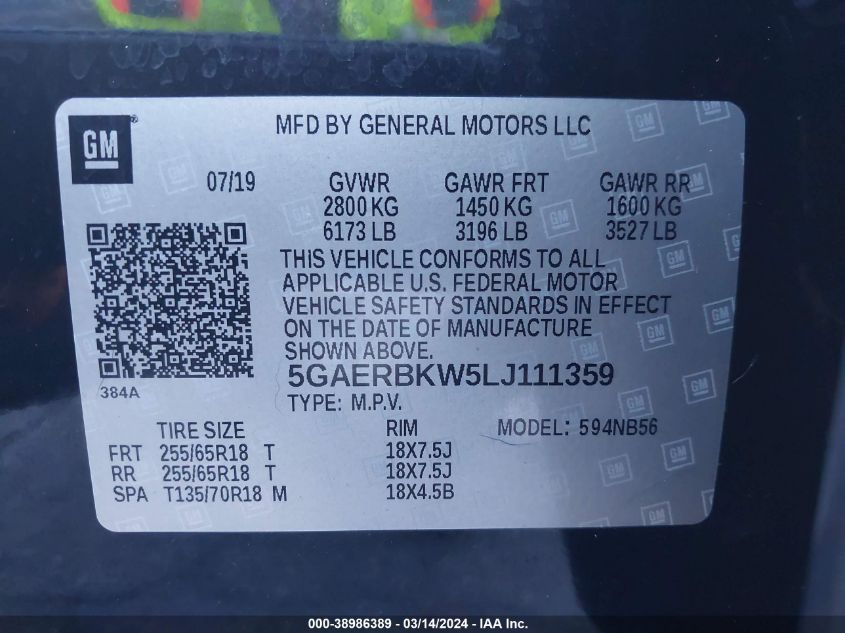 GM
MFD BY GENERAL MOTORS LLC
07/19 GVWR GAWR FRT GAWR RR
2800 KG 1450 KG 1600 KG
6173 LB 3196 LB 3527 LB
THIS VEHICLE CONFORMS TO ALL
APPLICABLE U.S. FEDERAL MOTOR
VEHICLE SAFETY STANDARDS IN EFFECT
ON THE DATE OF MANUFACTURE
SHOWN ABOVE.
384A
5GAERBKW5LJ111359
TYPE: M.P.V.
TIRE SIZE RIM MODEL: 594NB56
FRT 255/65R18 T 18X7.5J
RR 255/65R18 T 18X7.5J
SPA T135/70R18 M 18X4.5B
000-38986389 - 03/14/2024 - IAA Inc.